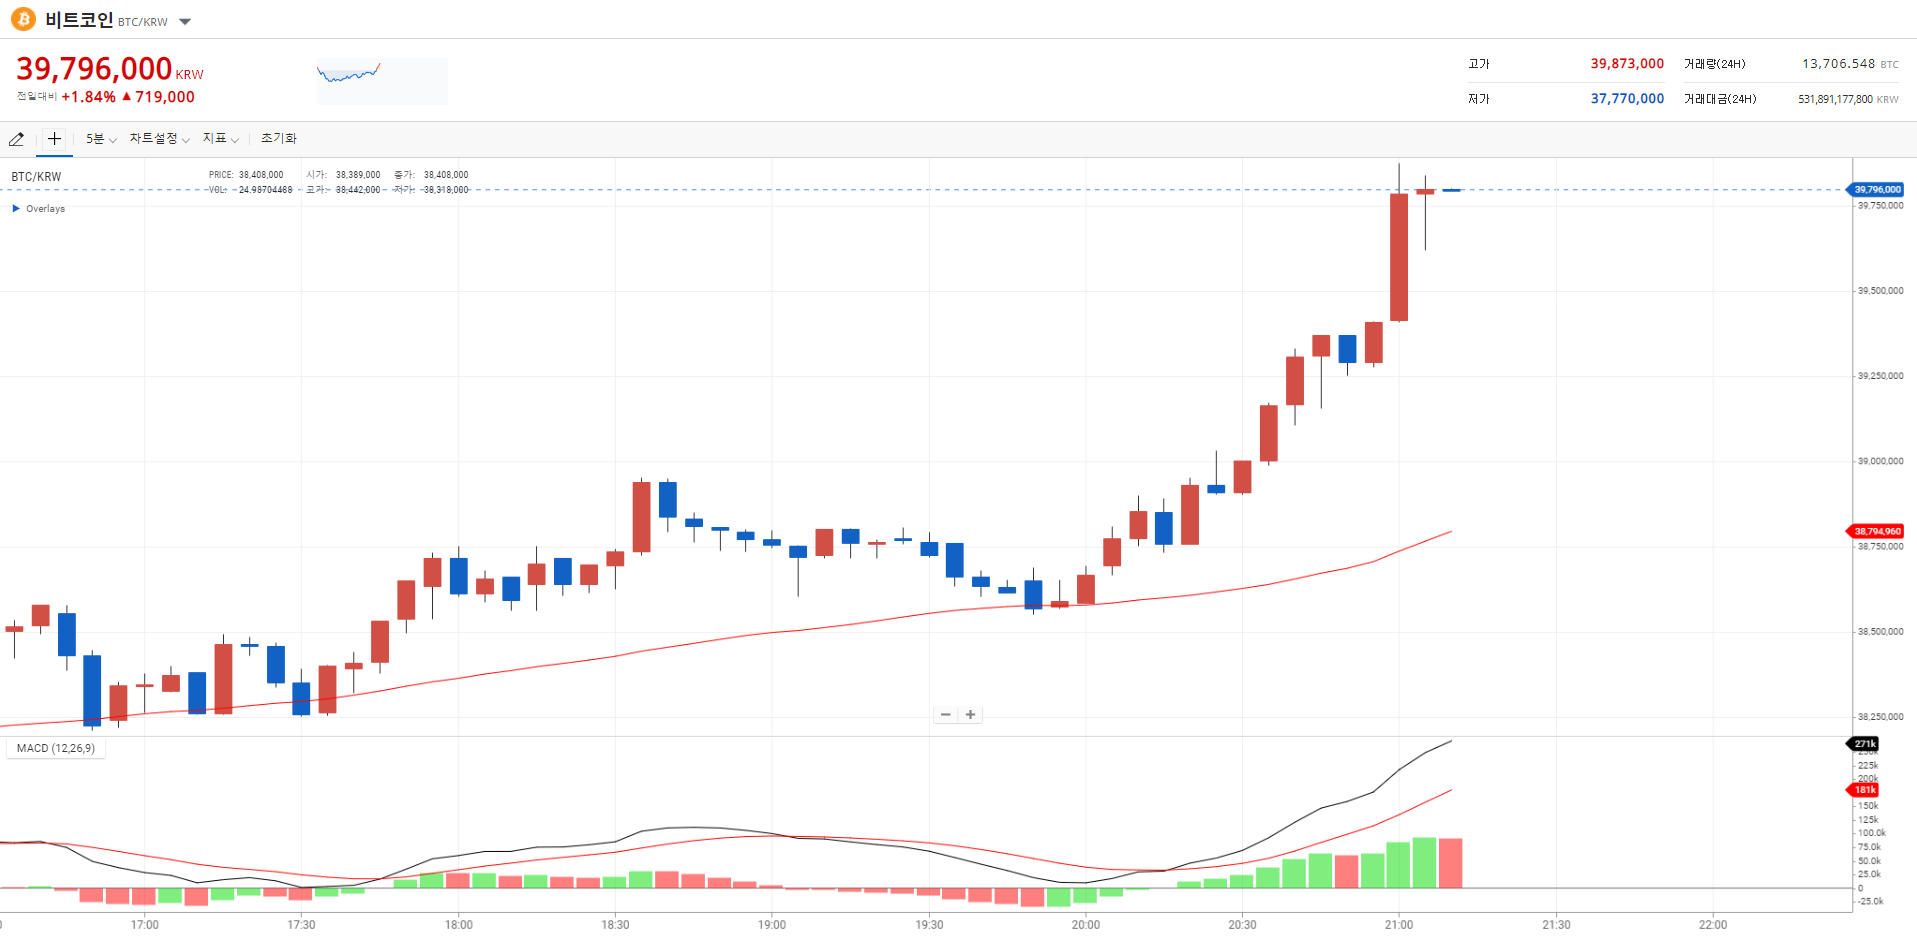 비트코인 BTC/KRW
39,796,000 KRW
전일대비 +1.84% ▲ 719,000
고가 39,873,000 거래량(24H) 13,706.548 BTC
저가 37,770,000 거래대금(24H) 531,891,177,800 KRW
5분 차트설정 지표 초기화
BTC/KRW
PRICE: 38,408,000 시가: 38,389,000 종가: 38,408,000
VOL: 24.98704488 고가: 38,442,000 저가: 38,318,000
Overlays
39,796,000
39,750,000
39,500,000
39,250,000
39,000,000
38,794,960
38,750,000
38,500,000
38,250,000
MACD (12,26,9)
271k
250k
225k
200k
181k
150k
125k
100.0k
75.0k
50.0k
25.0k
0
-25.0k
17:00 17:30 18:00 18:30 19:00 19:30 20:00 20:30 21:00 21:30 22:00